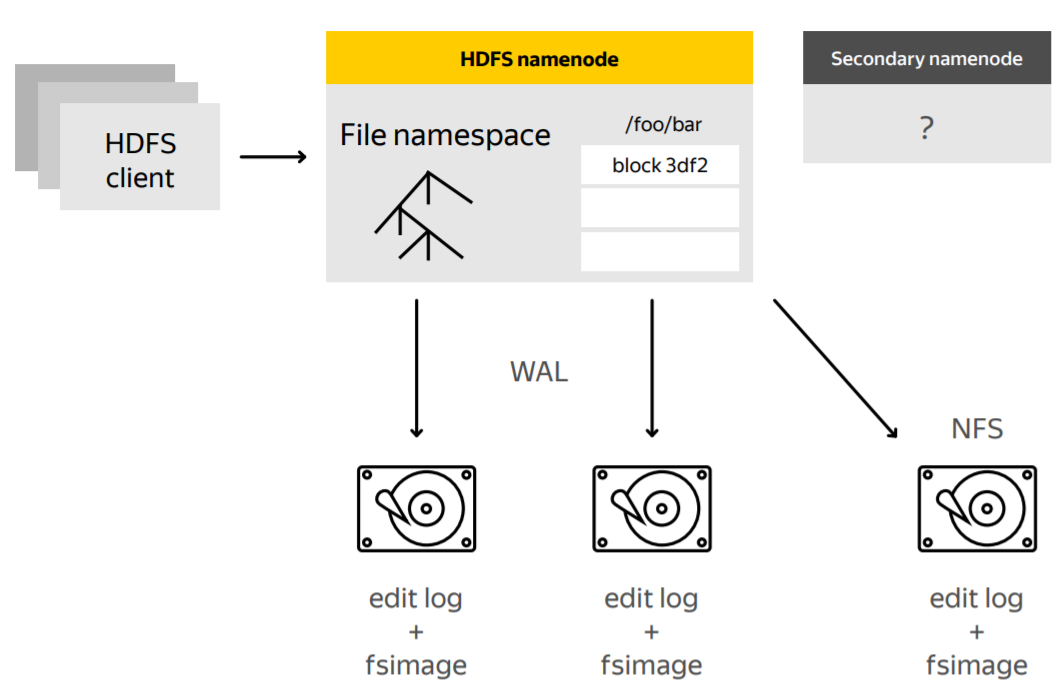 HDFS namenode
Secondary namenode
HDFS
client
File namespace
/foo/bar
block 3df2
?
WAL
NFS
edit log
+
fsimage
edit log
+
fsimage
edit log
+
fsimage